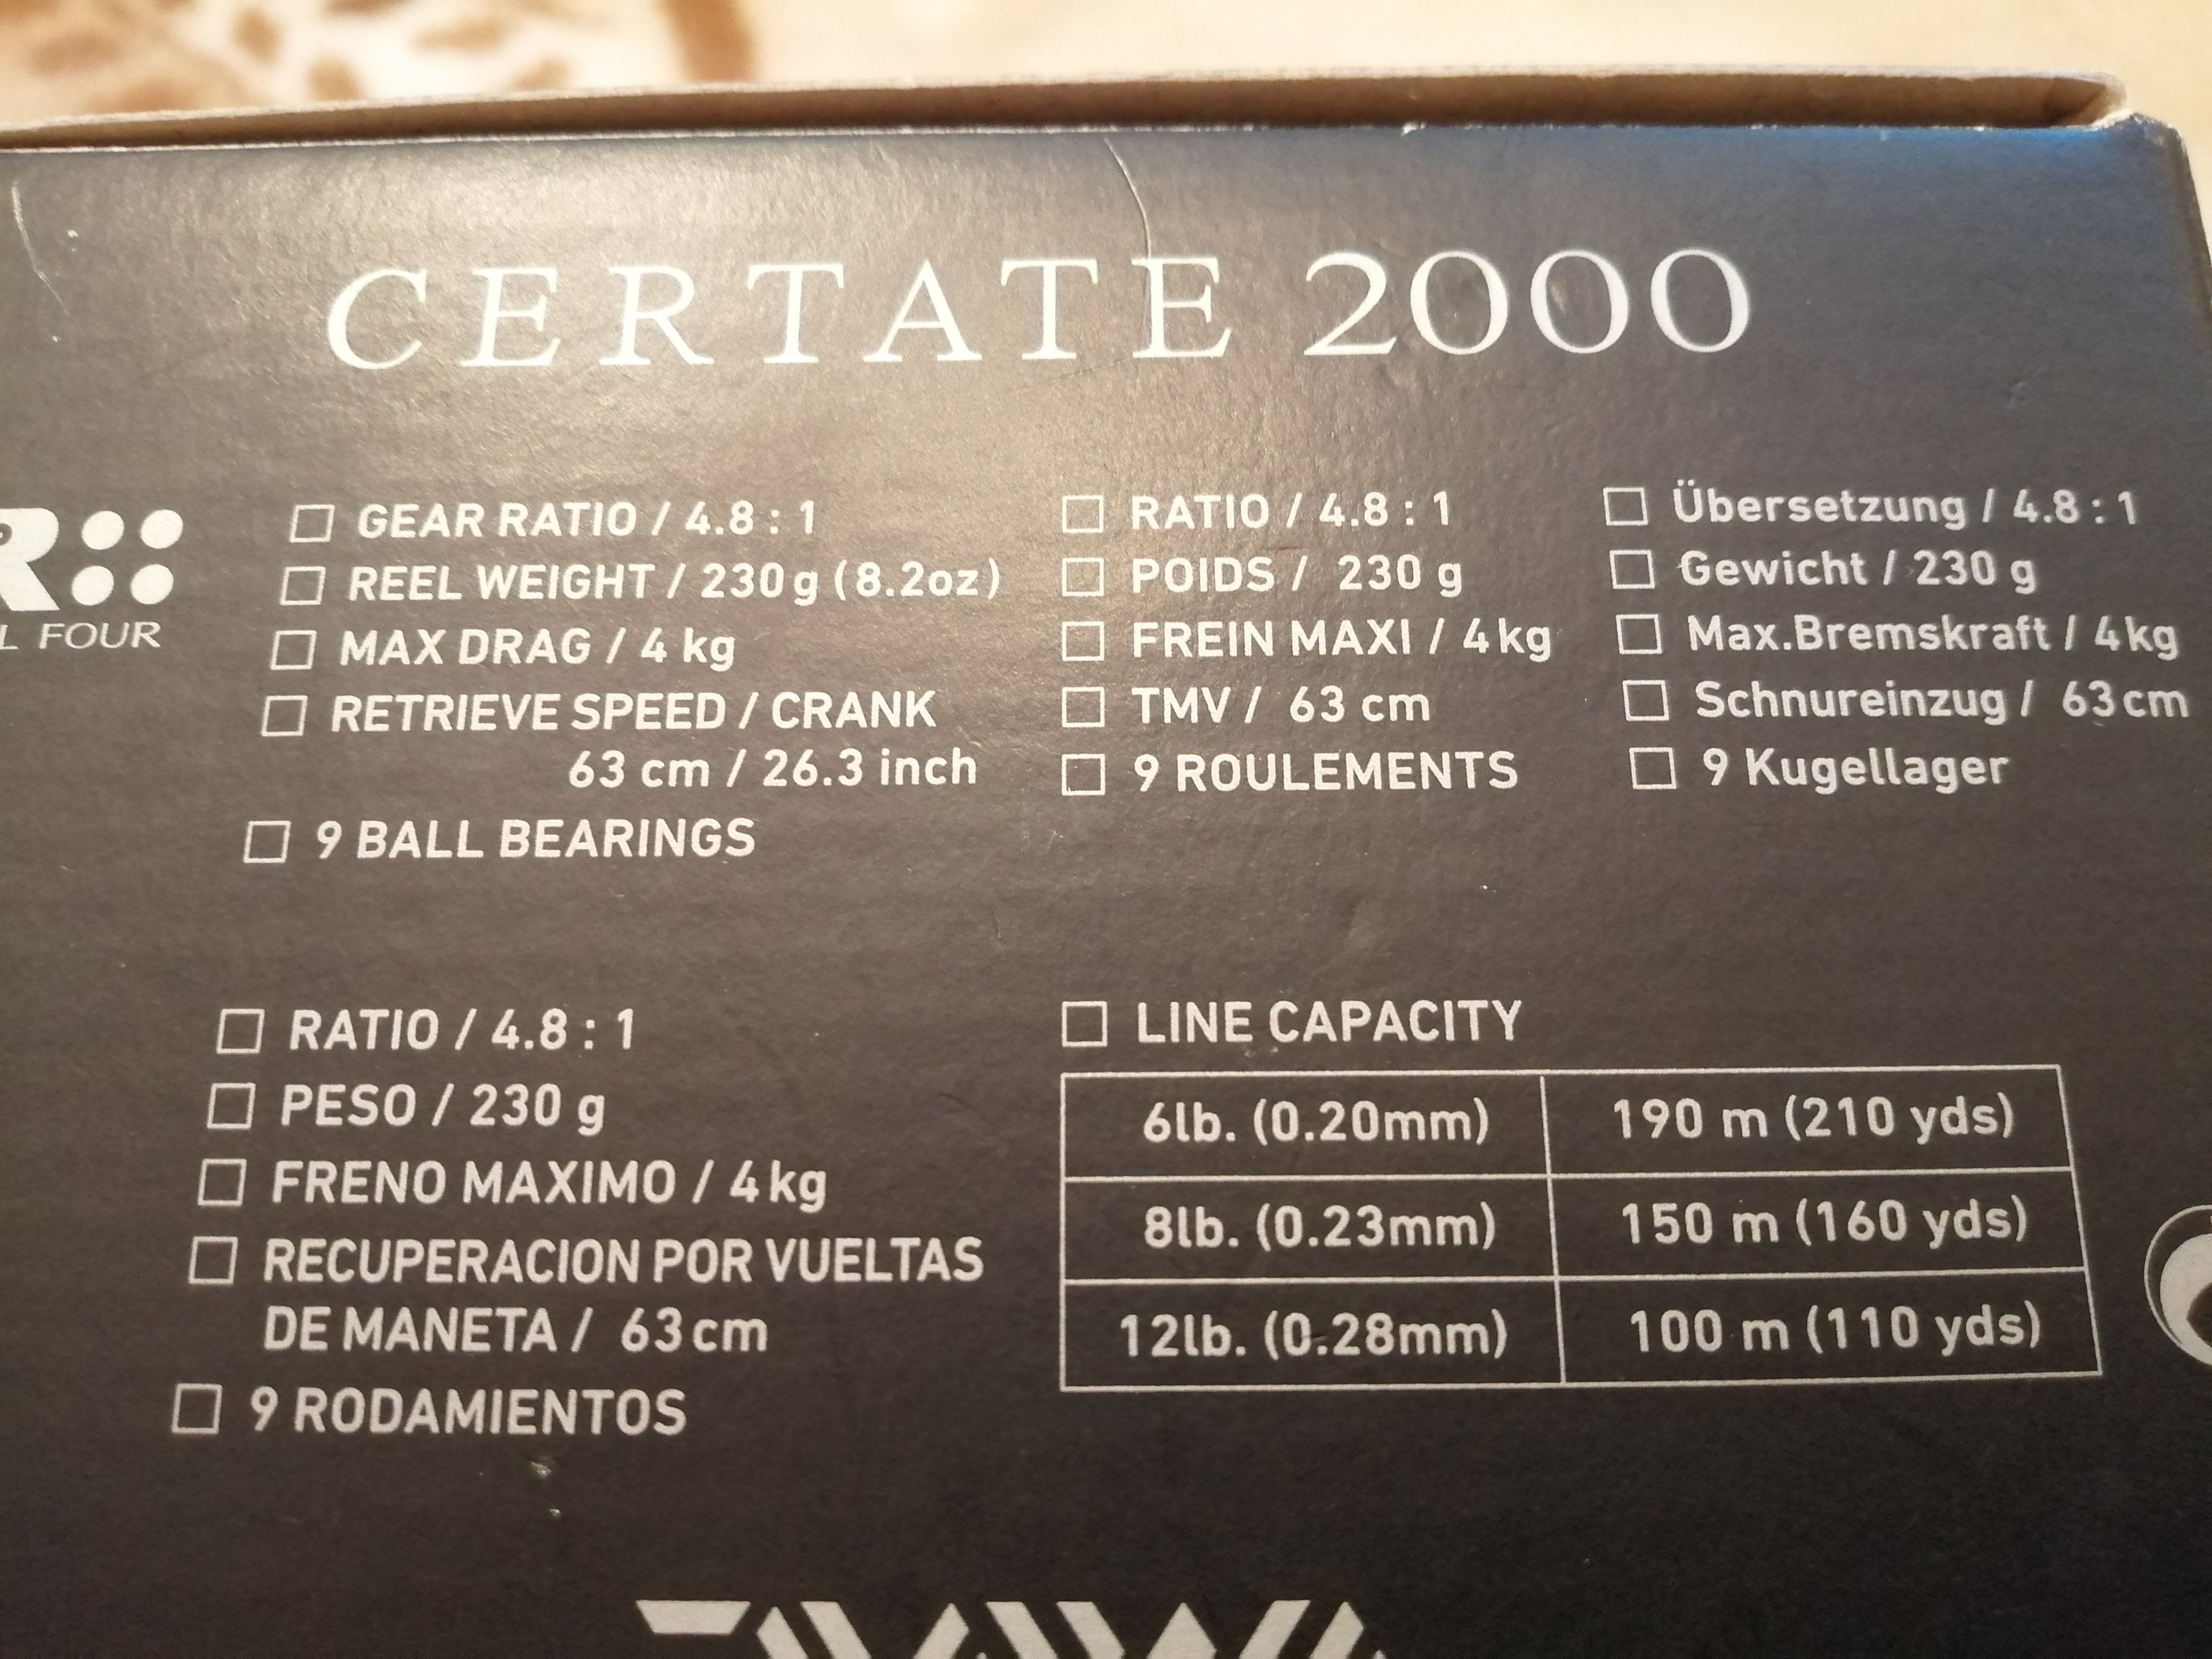 CERTATE 2000
R
L FOUR
GEAR RATIO / 4.8 : 1
REEL WEIGHT / 230g (8.2oz)
MAX DRAG / 4 kg
RETRIEVE SPEED / CRANK
63 cm / 26.3 inch
9 BALL BEARINGS
RATIO / 4.8 : 1
POIDS / 230 g
FREIN MAXI / 4kg
TMV / 63 cm
9 ROULEMENTS
Übersetzung / 4.8 : 1
Gewicht / 230 g
Max.Bremskraft / 4kg
Schnureinzug / 63cm
9 Kugellager
RATIO / 4.8 : 1
PESO / 230 g
FRENO MAXIMO / 4kg
RECUPERACION POR VUELTAS
DE MANETA / 63cm
9 RODAMIENTOS
LINE CAPACITY
6lb. (0.20mm) 190 m (210 yds)
8lb. (0.23mm) 150 m (160 yds)
12lb. (0.28mm) 100 m (110 yds)
DAIWA